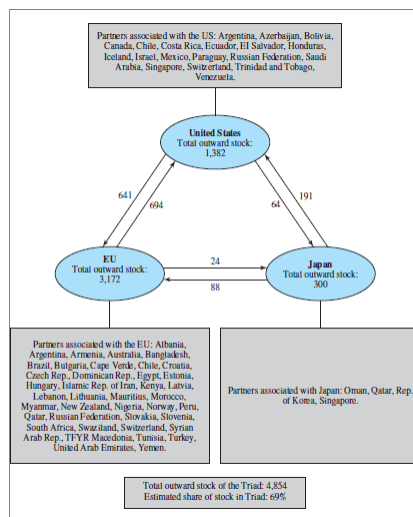 Partners associated with the US: Argentina, Azerbaijan, Bolivia,
Canada, Chile, Costa Rica, Ecuador, El Salvador, Honduras,
Iceland, Israel, Mexico, Paraguay, Russian Federation, Saudi
Arabia, Singapore, Switzerland, Trinidad and Tobago,
Venezuela.
United States
Total outward stock:
1,382
641
694
64
191
EU
Total outward stock:
3,172
24
88
Japan
Total outward stock:
300
Partners associated with the EU: Albania,
Argentina, Armenia, Australia, Bangladesh,
Brazil, Bulgaria, Cape Verde, Chile, Croatia,
Czech Rep., Dominican Rep., Egypt, Estonia,
Hungary, Islamic Rep. of Iran, Kenya, Latvia,
Lebanon, Lithuania, Mauritius, Morocco,
Myanmar, New Zealand, Nigeria, Norway, Peru,
Qatar, Russian Federation, Slovakia, Slovenia,
South Africa, Swaziland, Switzerland, Syrian
Arab Rep., TFYR Macedonia, Tunisia, Turkey,
United Arab Emirates, Yemen.
Partners associated with Japan: Oman, Qatar, Rep.
of Korea, Singapore.
Total outward stock of the Triad: 4,854
Estimated share of stock in Triad: 69%